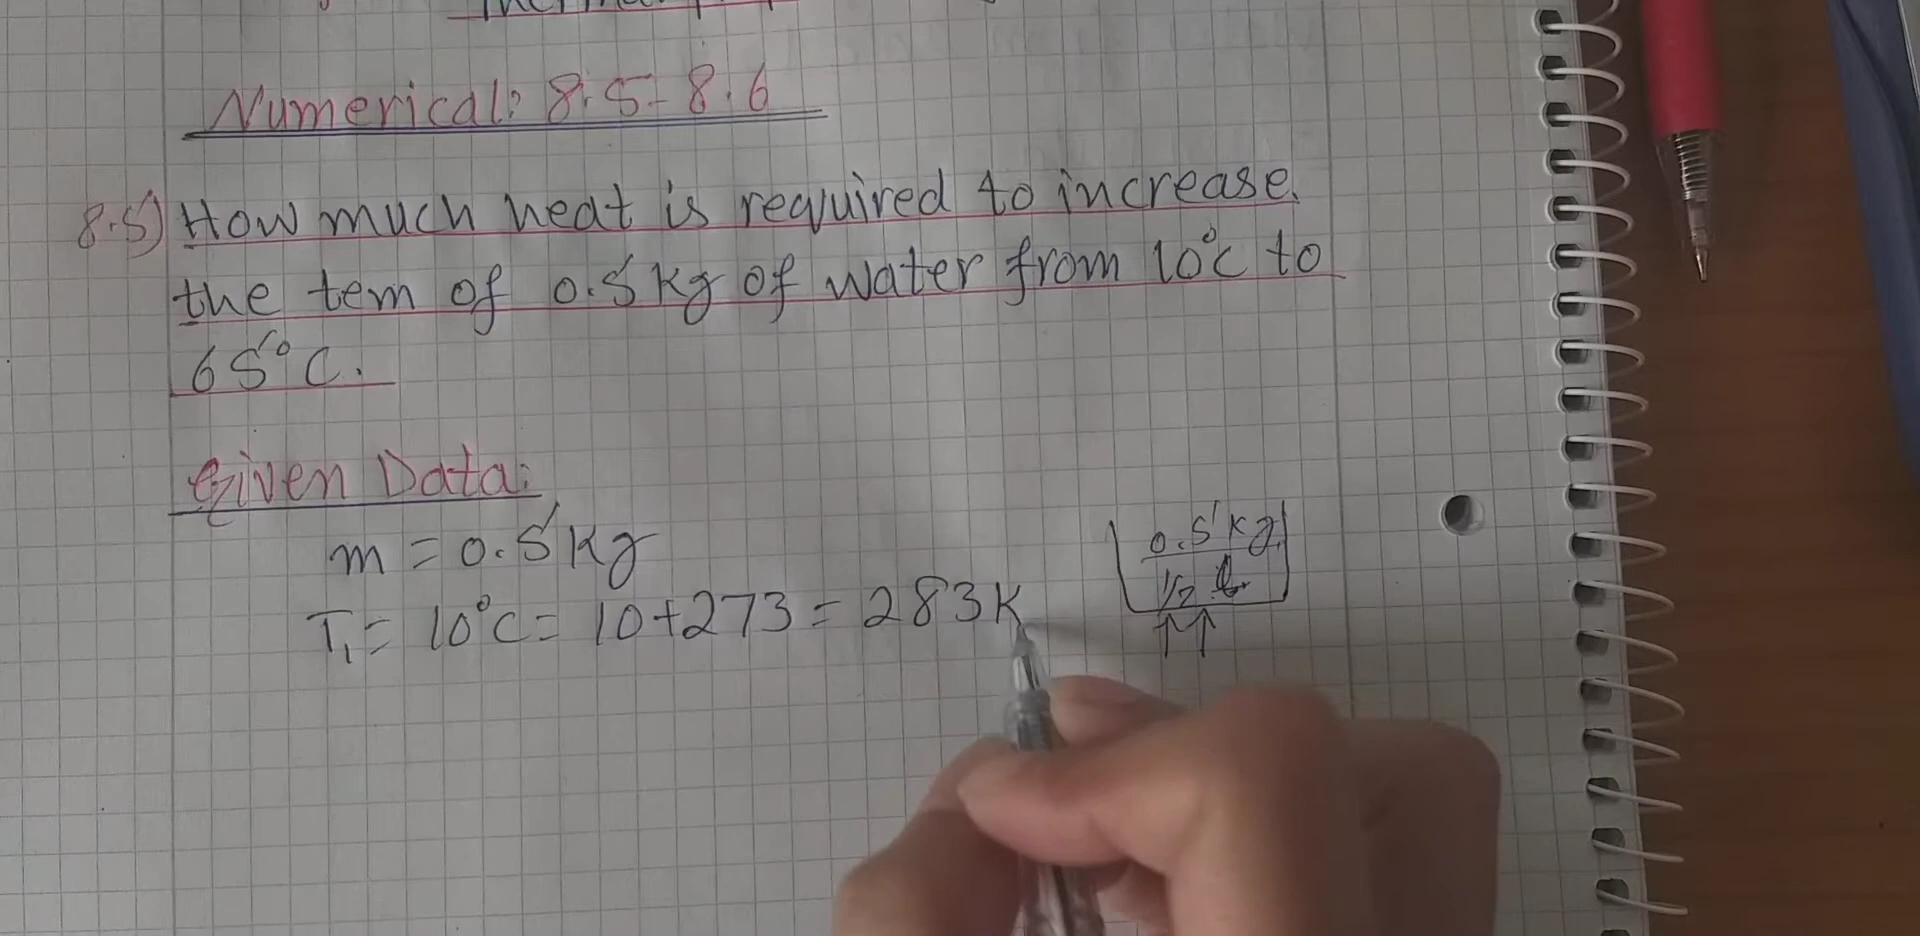 Numerical: 8.5-8.6
8.5) How much heat is required to increase
the tem of 0.5 kg of water from 10°C to
65°C.
Given Data:
m = 0.5 kg
T₁ = 10°C = 10+273 = 283K
0.5 kg
1/2 l